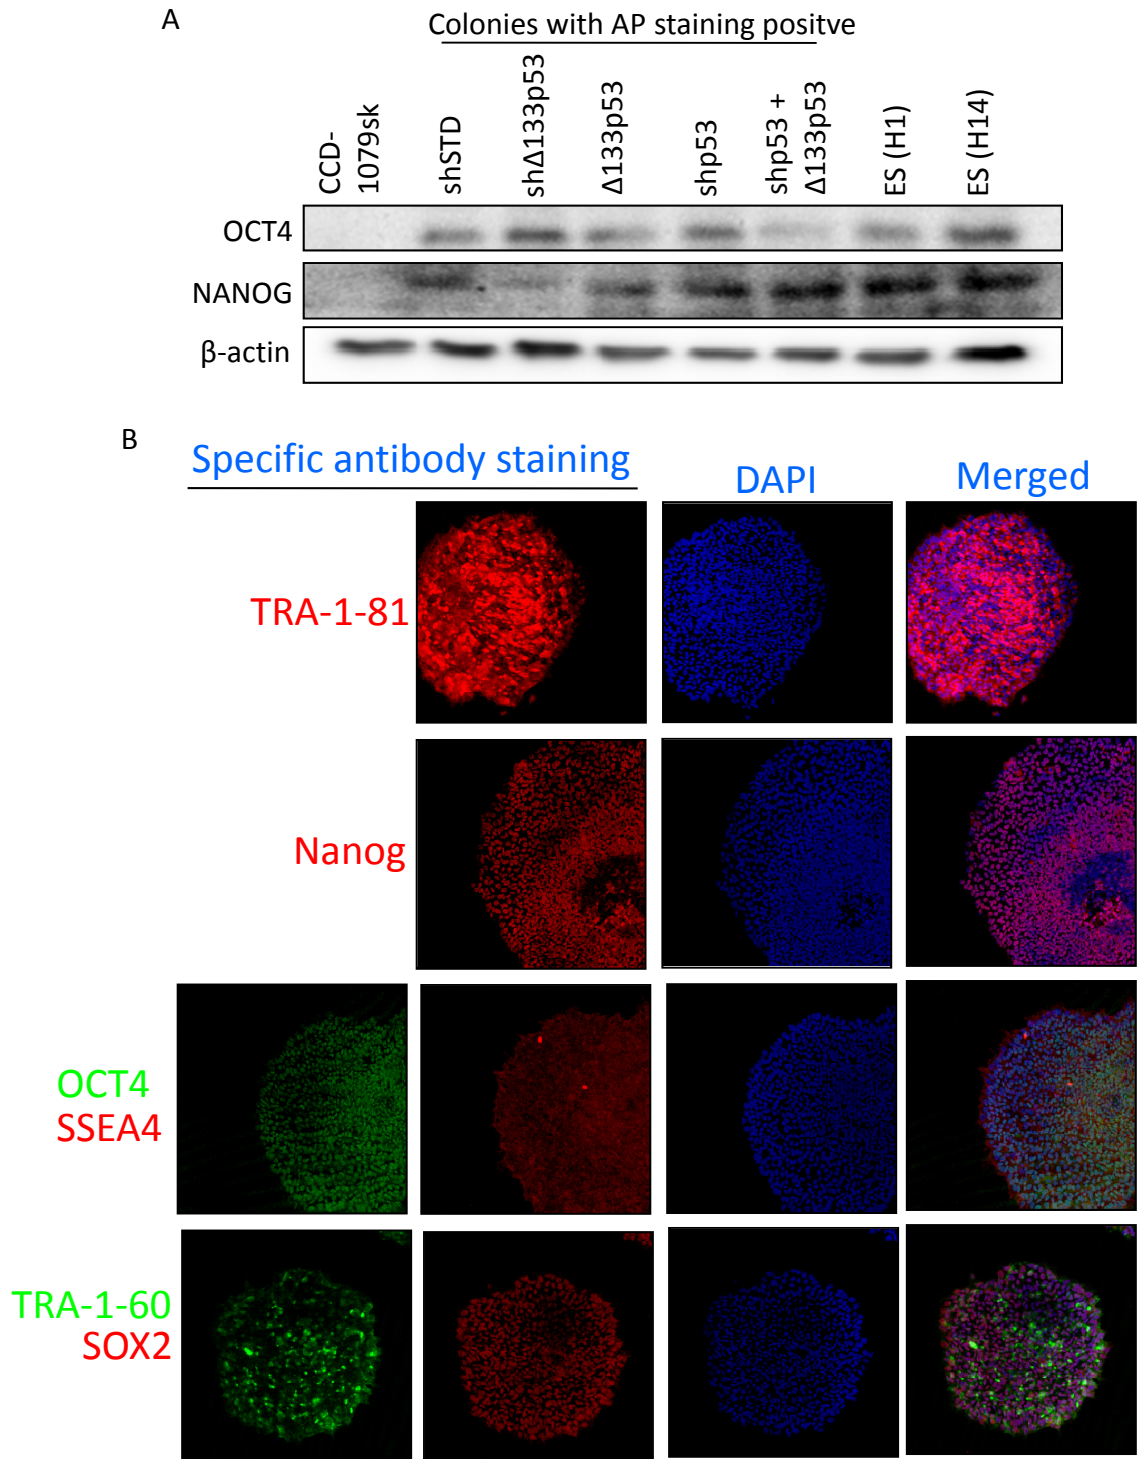 A
Colonies with AP staining positve
CCD-
1079sk
shSTD
shΔ133p53
Δ133p53
shp53
shp53 +
Δ133p53
ES (H1)
ES (H14)
OCT4
NANOG
β-actin
B
Specific antibody staining
DAPI
Merged
TRA-1-81
Nanog
OCT4
SSEA4
TRA-1-60
SOX2